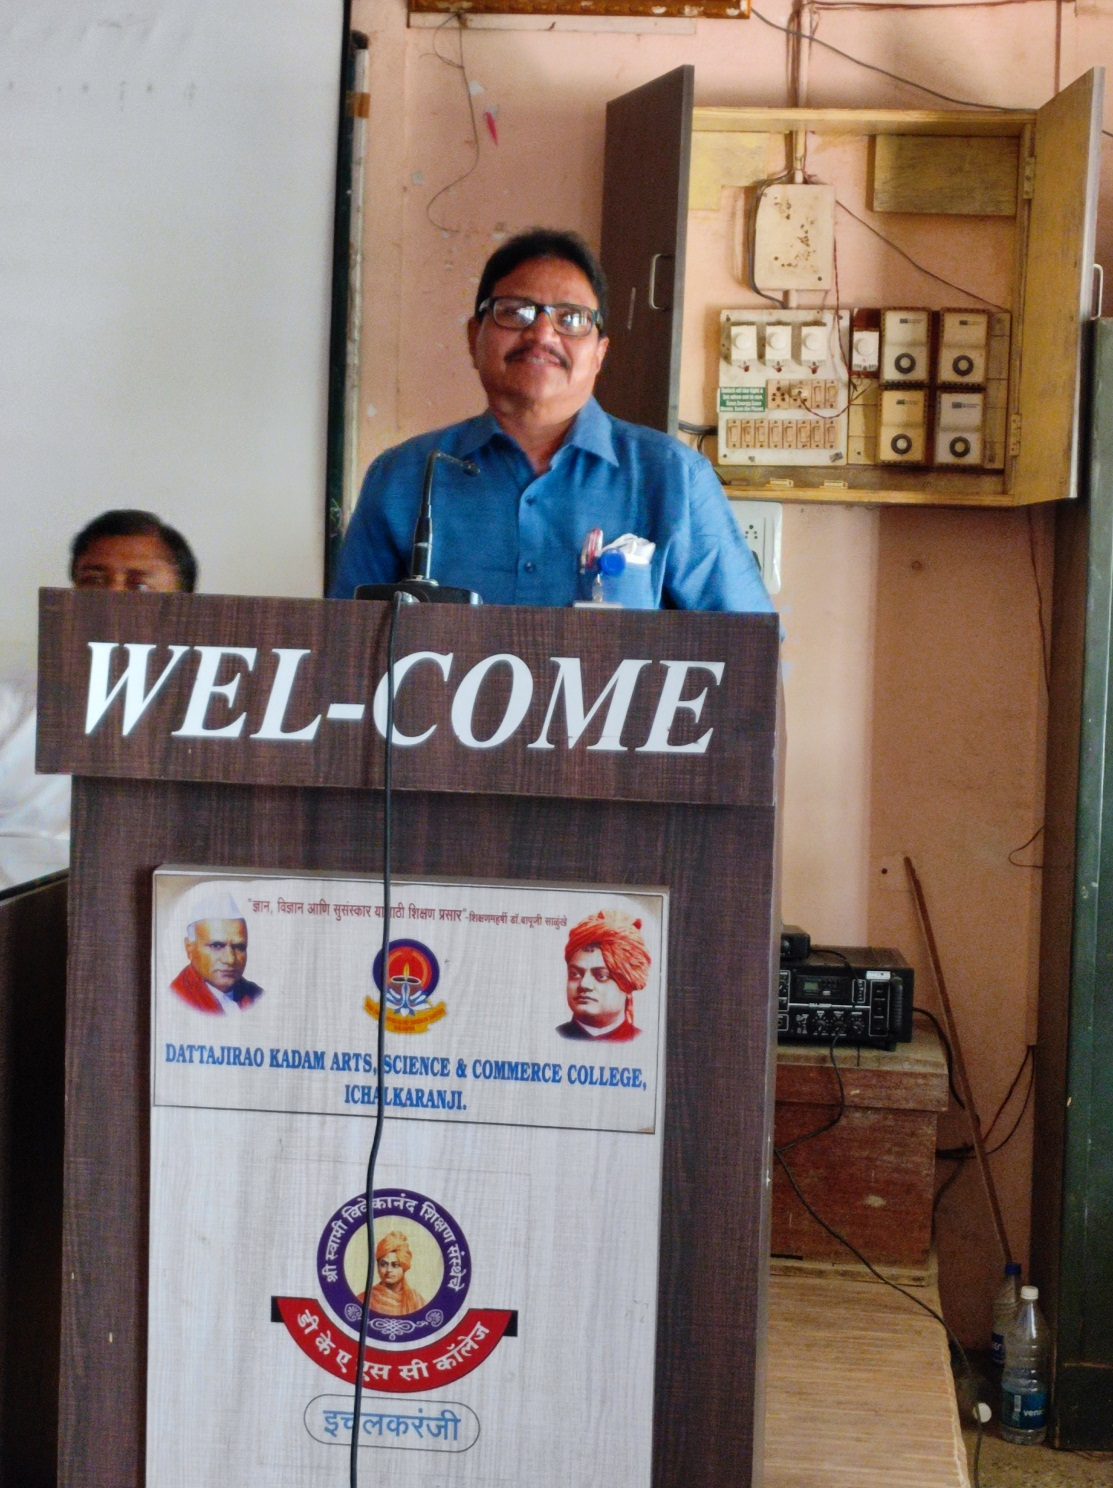 WEL-COME
"ज्ञान, विज्ञान आणि सुसंस्कार यासाठी शिक्षण प्रसार"-शिक्षणमहर्षी डॉ.बापूजी साळुंखे
DATTAJIRAO KADAM ARTS, SCIENCE & COMMERCE COLLEGE,
ICHALKARANJI.
श्री स्वामी विवेकानंद शिक्षण संस्थेचे
डी के ए एस सी कॉलेज
इचलकरंजी